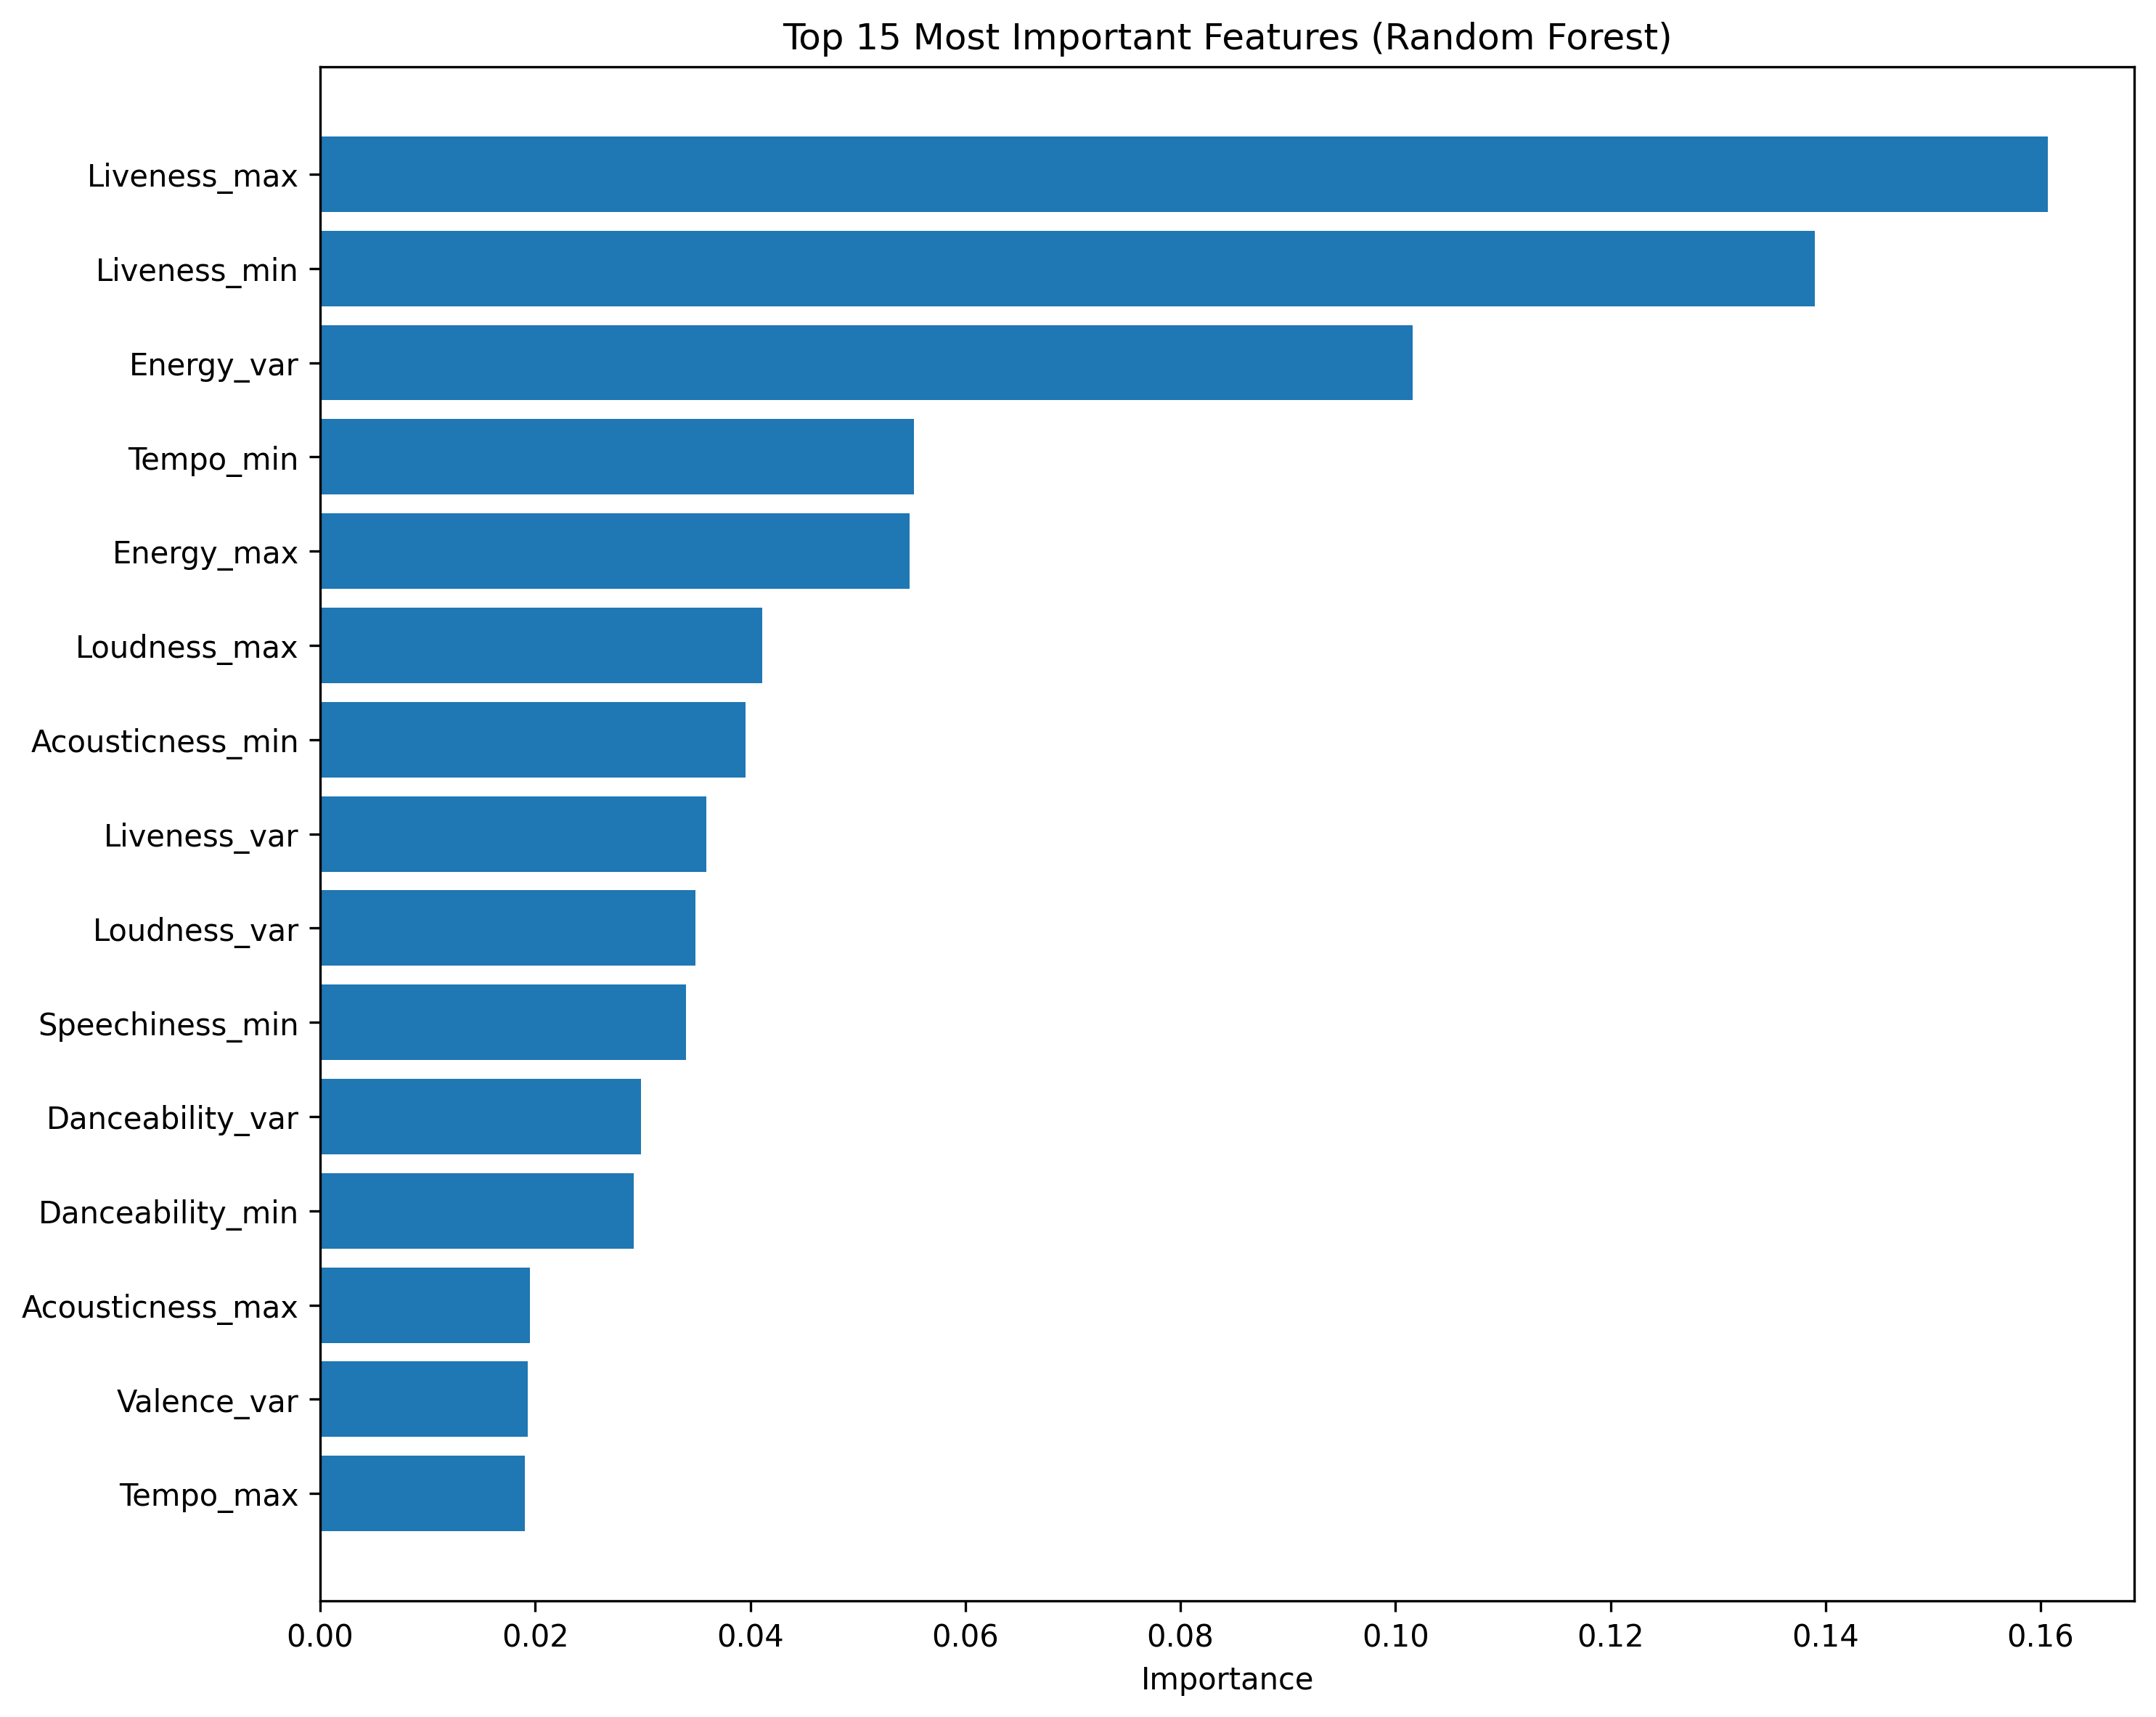 Top 15 Most Important Features (Random Forest)
Liveness_max
Liveness_min
Energy_var
Tempo_min
Energy_max
Loudness_max
Acousticness_min
Liveness_var
Loudness_var
Speechiness_min
Danceability_var
Danceability_min
Acousticness_max
Valence_var
Tempo_max
0.00 0.02 0.04 0.06 0.08 0.10 0.12 0.14 0.16
Importance